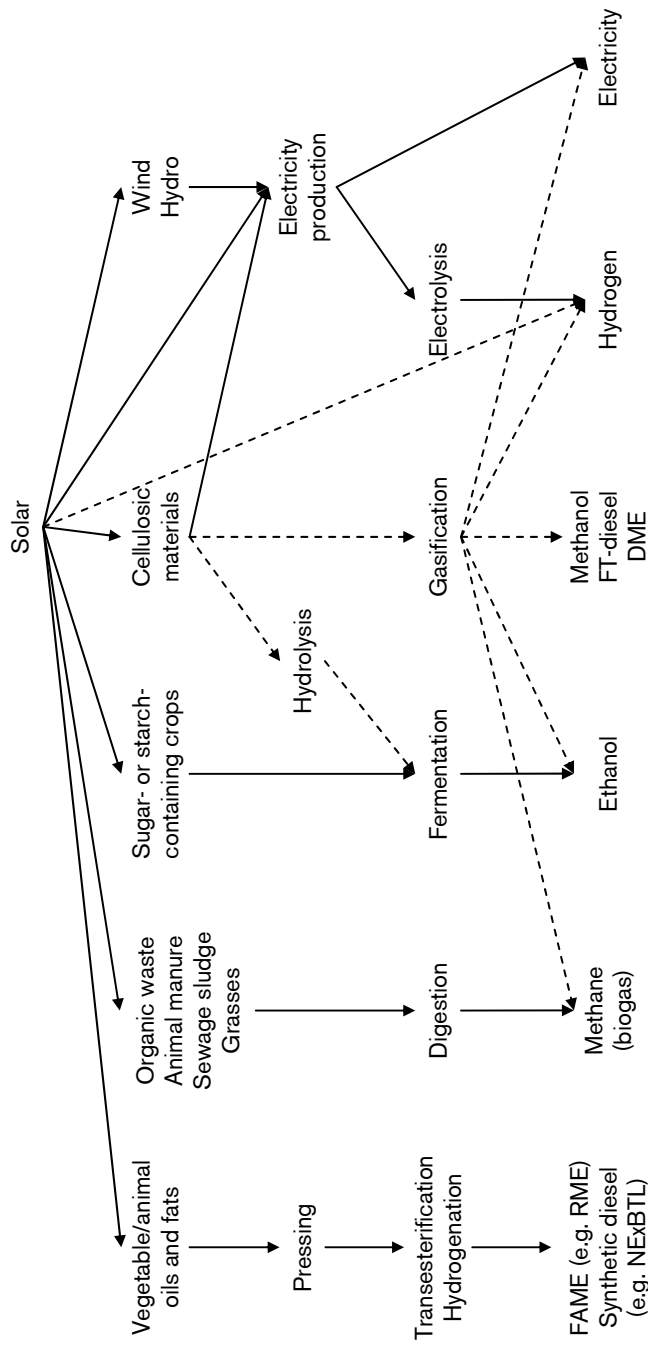 Solar
Vegetable/animal
oils and fats
Organic waste
Animal manure
Sewage sludge
Grasses
Sugar- or starch-
containing crops
Cellulosic
materials
Wind
Hydro
Pressing
Hydrolysis
Electricity
production
Transesterification
Hydrogenation
Digestion
Fermentation
Gasification
Electrolysis
FAME (e.g. RME)
Synthetic diesel
(e.g. NExBTL)
Methane
(biogas)
Ethanol
Methanol
FT-diesel
DME
Hydrogen
Electricity